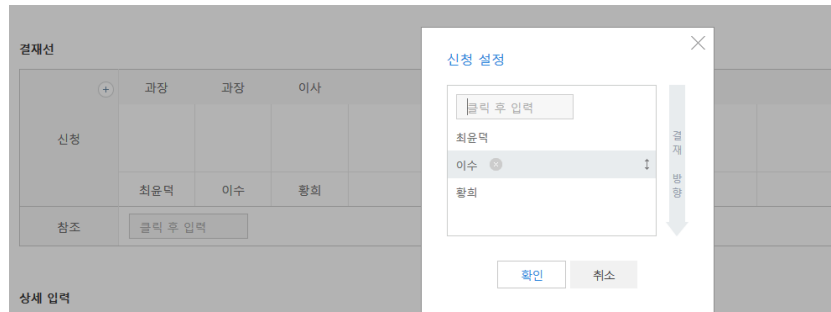 결재선
과장 과장 이사
신청
최윤덕 이수 황희
참조 클릭 후 입력
상세 입력
신청 설정
클릭 후 입력
최윤덕
이수
황희
결재 방향
확인 취소